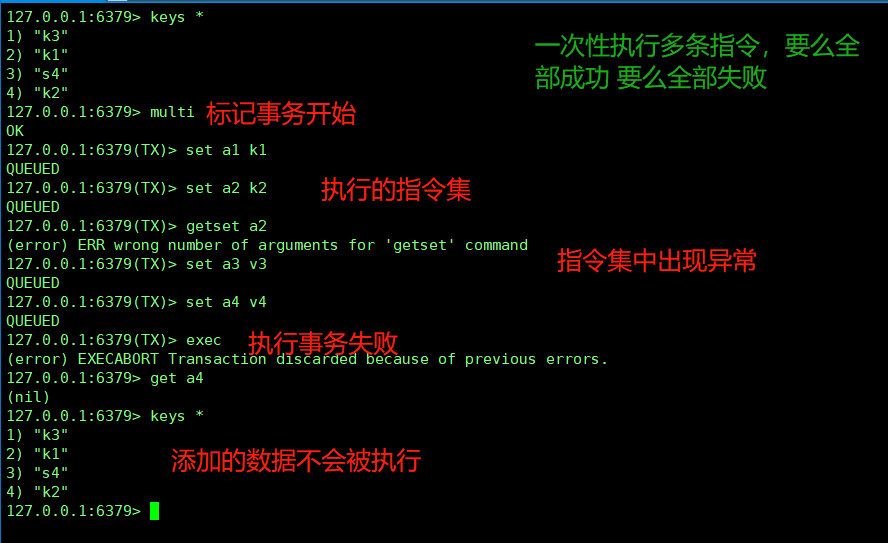 127.0.0.1:6379> keys *
1) "k3"
2) "k1"
3) "s4"
4) "k2"
一次性执行多条指令，要么全
部成功 要么全部失败
127.0.0.1:6379> multi 标记事务开始
OK
127.0.0.1:6379(TX)> set a1 k1
QUEUED
127.0.0.1:6379(TX)> set a2 k2 执行的指令集
QUEUED
127.0.0.1:6379(TX)> getset a2
(error) ERR wrong number of arguments for 'getset' command
127.0.0.1:6379(TX)> set a3 v3 指令集中出现异常
QUEUED
127.0.0.1:6379(TX)> set a4 v4
QUEUED
127.0.0.1:6379(TX)> exec 执行事务失败
(error) EXECABORT Transaction discarded because of previous errors.
127.0.0.1:6379> get a4
(nil)
127.0.0.1:6379> keys *
1) "k3"
2) "k1" 添加的数据不会被执行
3) "s4"
4) "k2"
127.0.0.1:6379>